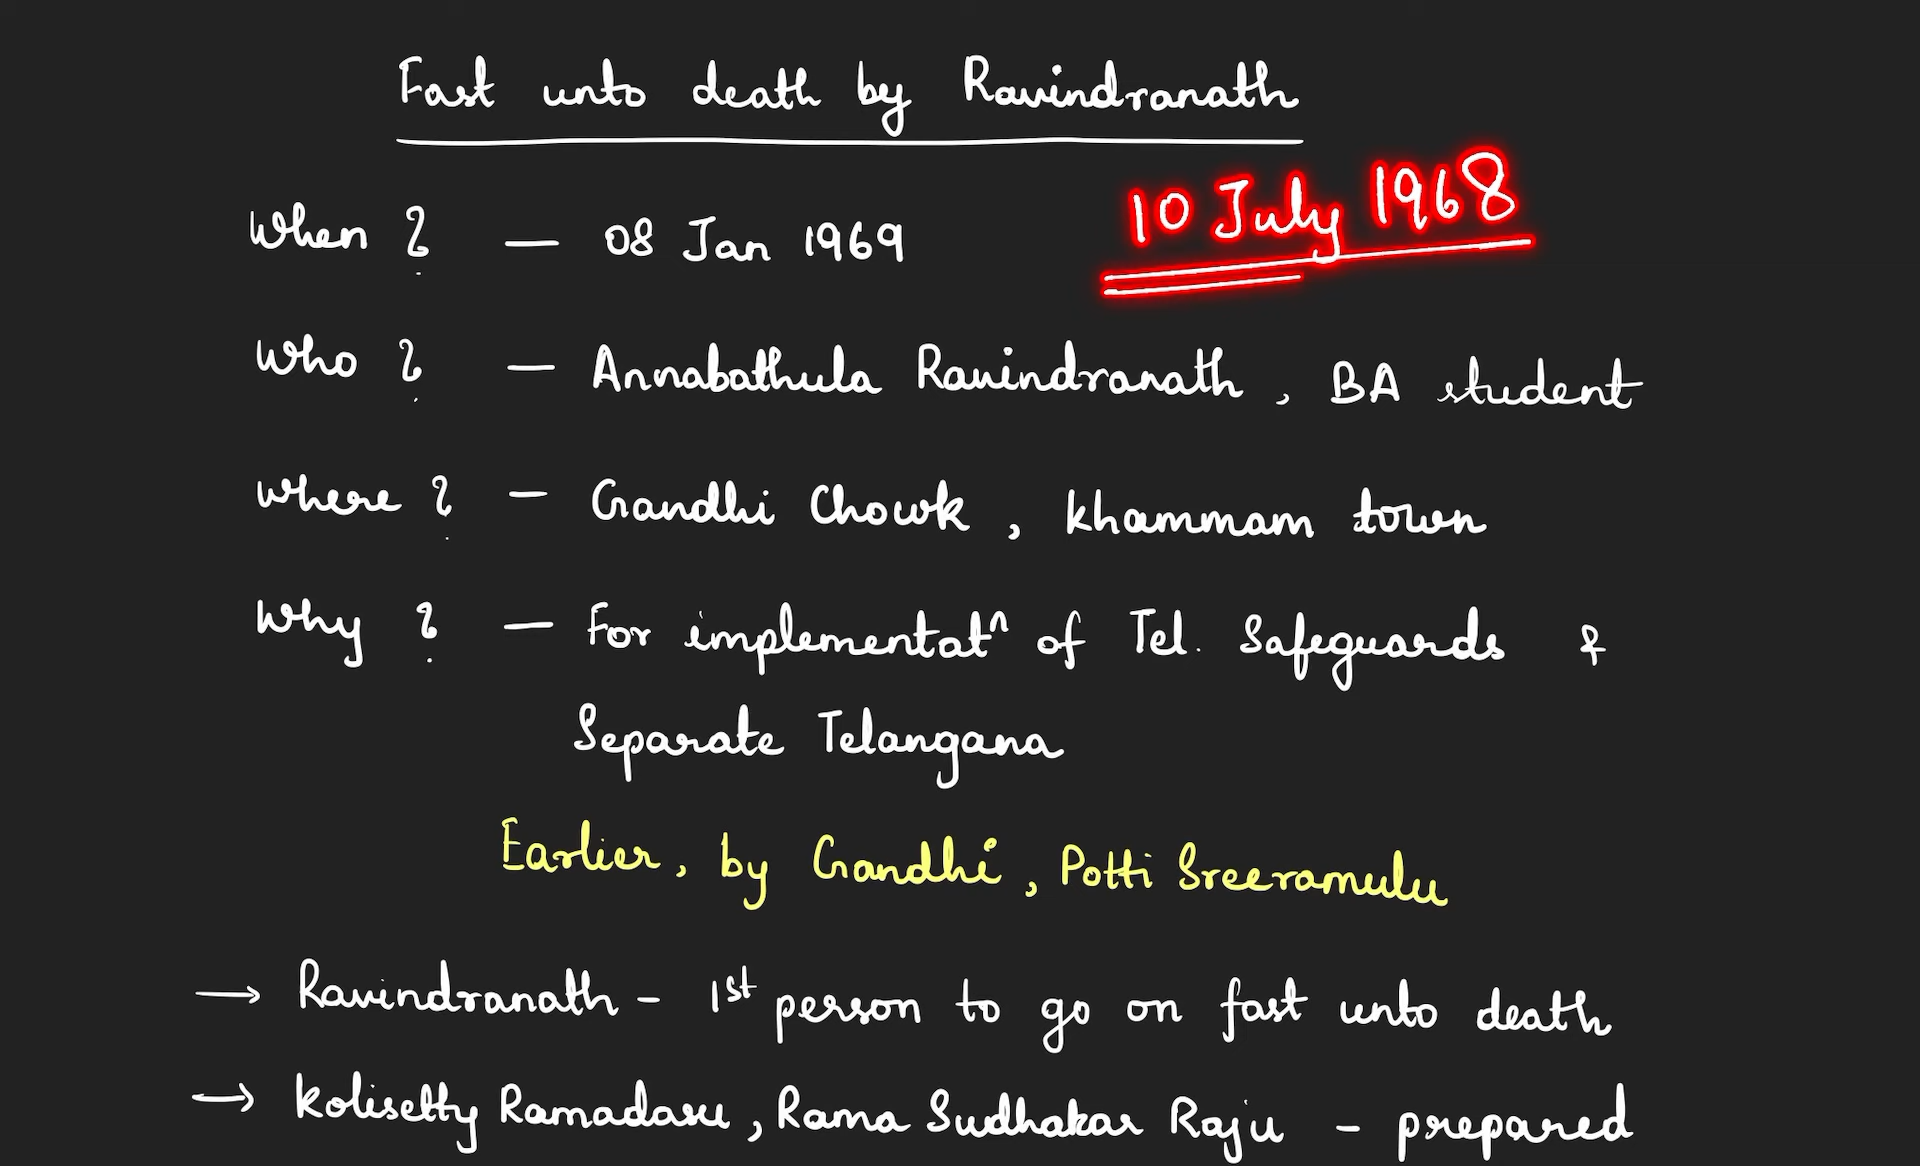 Fast unto death by Ravindranath
10 July 1968
When ? — 08 Jan 1969
Who ? — Annabathula Ravindranath, BA student
Where ? — Gandhi Chowk, Khammam town
Why ? — For implementatⁿ of Tel. Safeguards &
Separate Telangana
Earlier, by Gandhi, Potti Sreeramulu
→ Ravindranath - 1st person to go on fast unto death
→ Kolisetty Ramadasu, Rama Sudhakar Raju - prepared